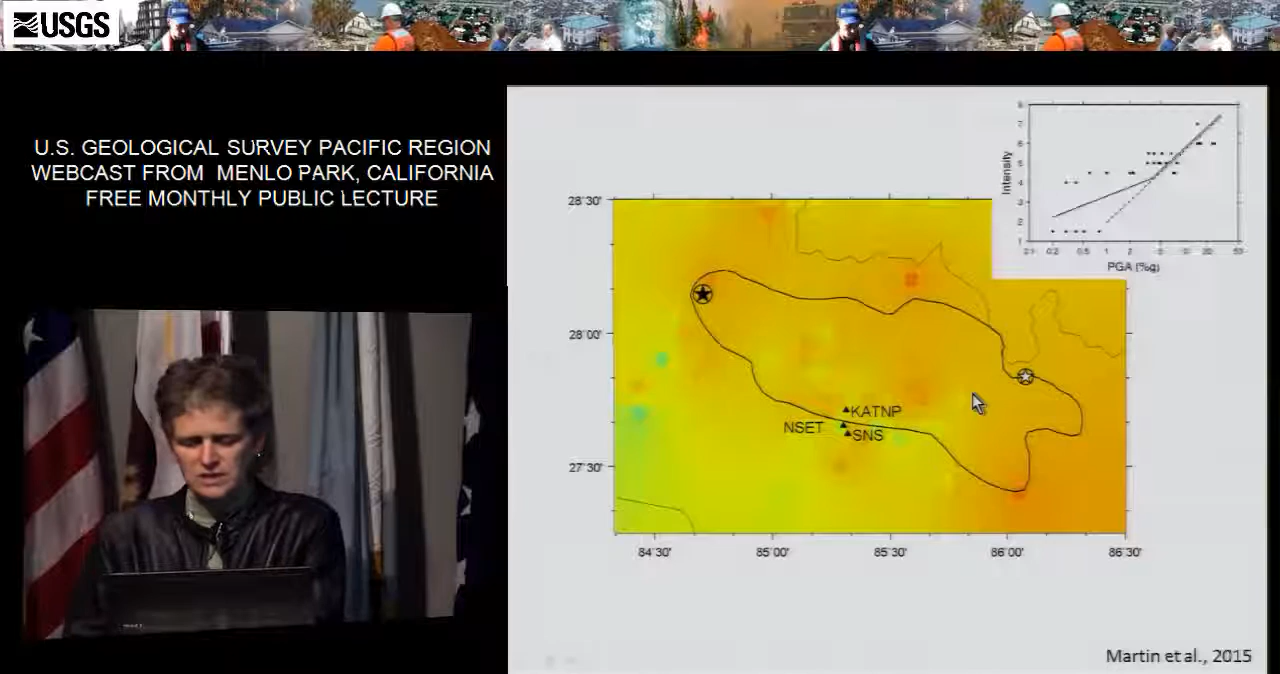 USGS
U.S. GEOLOGICAL SURVEY PACIFIC REGION
WEBCAST FROM MENLO PARK, CALIFORNIA
FREE MONTHLY PUBLIC LECTURE
Intensity
PGA (%g)
28°30'
28°00'
27°30'
KATNP
NSET
SNS
84°30'
85°00'
85°30'
86°00'
86°30'
Martin et al., 2015